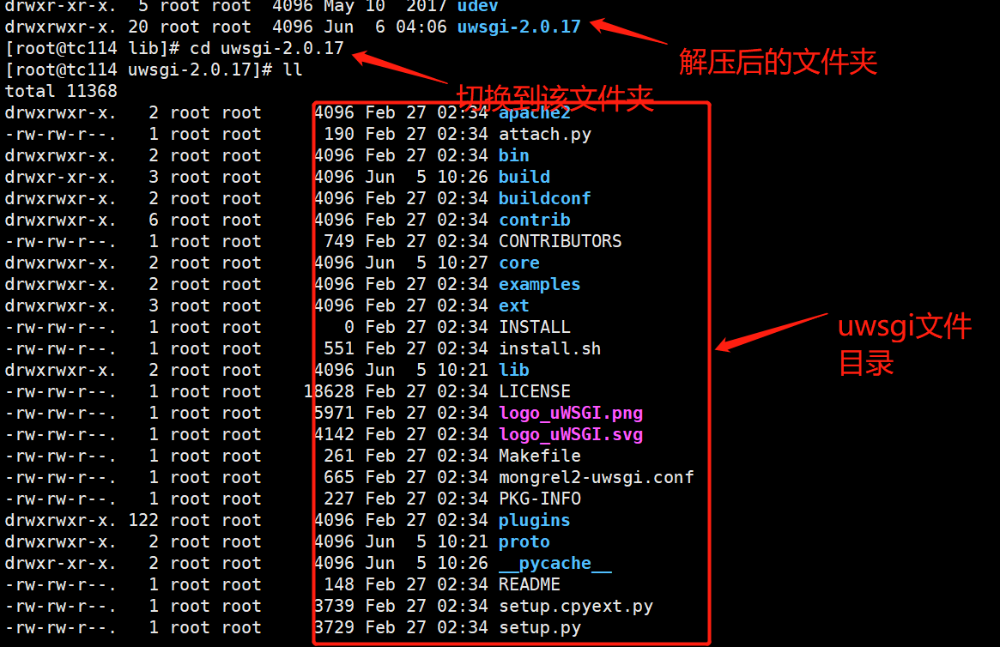 drwxr-xr-x. 5 root root 4096 May 10 2017 udev
drwxrwxr-x. 20 root root 4096 Jun 6 04:06 uwsgi-2.0.17
解压后的文件夹
[root@tc114 lib]# cd uwsgi-2.0.17
切换到该文件夹
[root@tc114 uwsgi-2.0.17]# ll
total 11368
drwxrwxr-x. 2 root root 4096 Feb 27 02:34 apache2
-rw-rw-r--. 1 root root 190 Feb 27 02:34 attach.py
drwxrwxr-x. 2 root root 4096 Feb 27 02:34 bin
drwxr-xr-x. 3 root root 4096 Jun 5 10:26 build
drwxrwxr-x. 2 root root 4096 Feb 27 02:34 buildconf
drwxrwxr-x. 6 root root 4096 Feb 27 02:34 contrib
-rw-rw-r--. 1 root root 749 Feb 27 02:34 CONTRIBUTORS
drwxrwxr-x. 2 root root 4096 Jun 5 10:27 core
drwxrwxr-x. 2 root root 4096 Feb 27 02:34 examples
drwxrwxr-x. 3 root root 4096 Feb 27 02:34 ext
-rw-rw-r--. 1 root root 0 Feb 27 02:34 INSTALL
-rw-rw-r--. 1 root root 551 Feb 27 02:34 install.sh
drwxrwxr-x. 2 root root 4096 Jun 5 10:21 lib
-rw-rw-r--. 1 root root 18628 Feb 27 02:34 LICENSE
-rw-rw-r--. 1 root root 5971 Feb 27 02:34 logo_uWSGI.png
-rw-rw-r--. 1 root root 4142 Feb 27 02:34 logo_uWSGI.svg
-rw-rw-r--. 1 root root 261 Feb 27 02:34 Makefile
-rw-rw-r--. 1 root root 665 Feb 27 02:34 mongrel2-uwsgi.conf
-rw-rw-r--. 1 root root 227 Feb 27 02:34 PKG-INFO
drwxrwxr-x. 122 root root 4096 Feb 27 02:34 plugins
drwxrwxr-x. 2 root root 4096 Jun 5 10:21 proto
drwxr-xr-x. 2 root root 4096 Jun 5 10:26 __pycache__
-rw-rw-r--. 1 root root 148 Feb 27 02:34 README
-rw-rw-r--. 1 root root 3739 Feb 27 02:34 setup.cpyext.py
-rw-rw-r--. 1 root root 3729 Feb 27 02:34 setup.py
uwsgi文件
目录